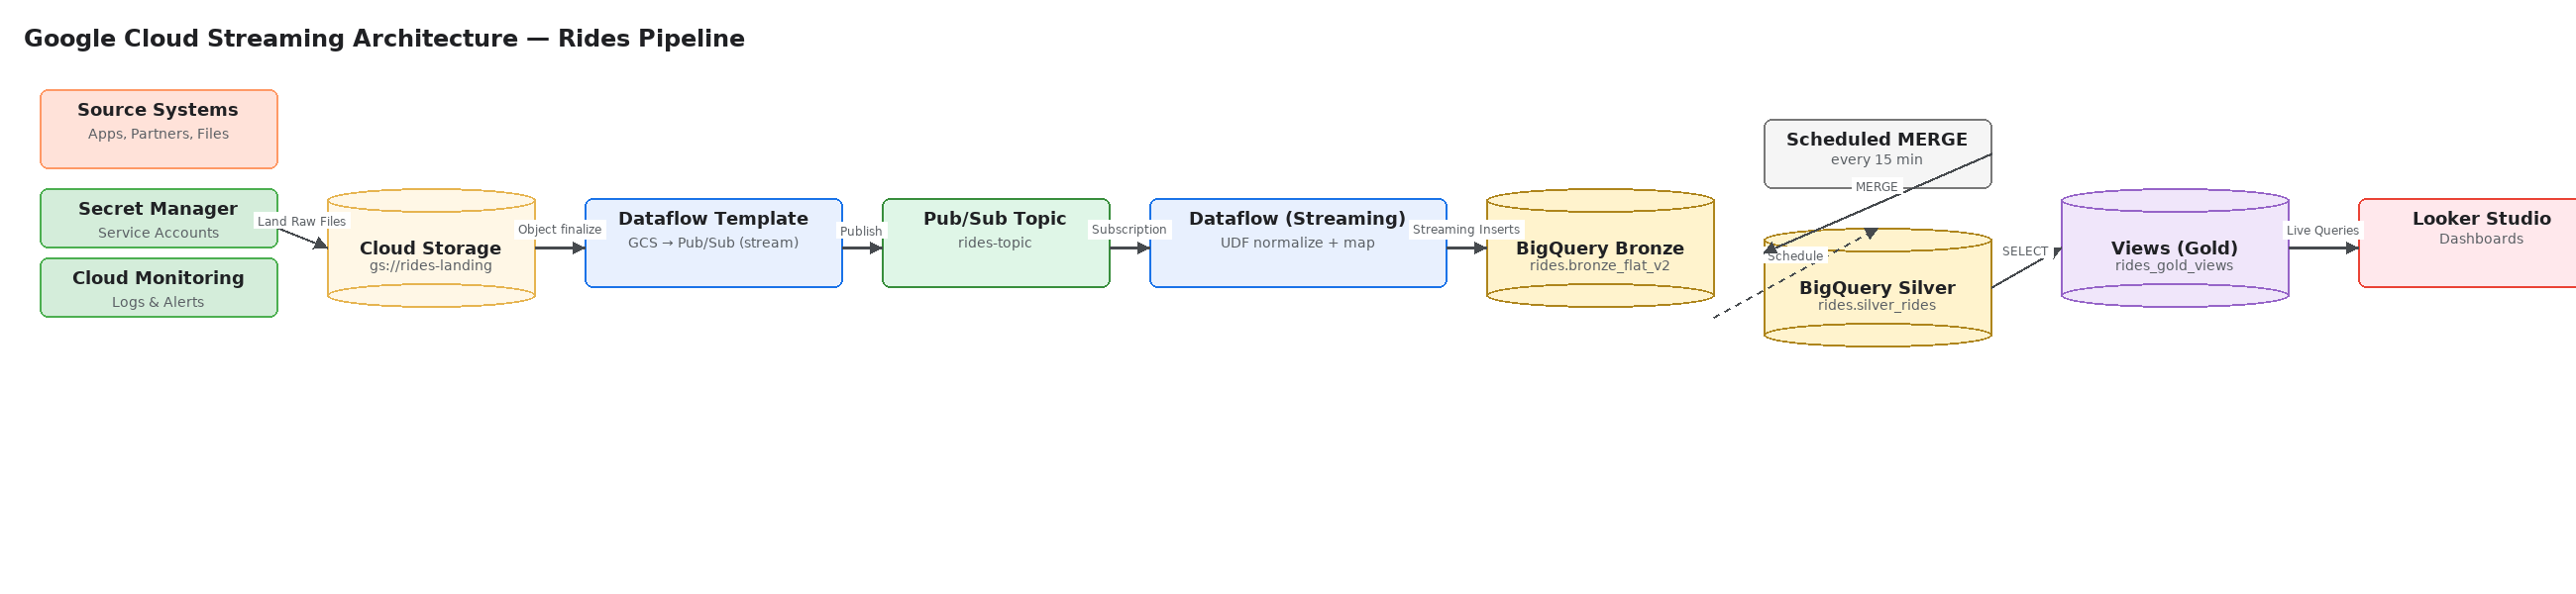 Google Cloud Streaming Architecture — Rides Pipeline
Source Systems
Apps, Partners, Files
Secret Manager
Service Accounts
Cloud Monitoring
Logs & Alerts
Land Raw Files
Cloud Storage
gs://rides-landing
Object finalize
Dataflow Template
GCS → Pub/Sub (stream)
Publish
Pub/Sub Topic
rides-topic
Subscription
Dataflow (Streaming)
UDF normalize + map
Streaming Inserts
BigQuery Bronze
rides.bronze_flat_v2
Scheduled MERGE
every 15 min
MERGE
Schedule
BigQuery Silver
rides.silver_rides
SELECT
Views (Gold)
rides_gold_views
Live Queries
Looker Studio
Dashboards